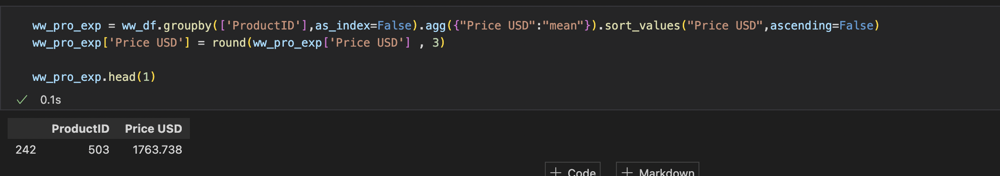 ww_pro_exp = ww_df.groupby(['ProductID'],as_index=False).agg({"Price USD":"mean"}).sort_values("Price USD",ascending=False)
ww_pro_exp['Price USD'] = round(ww_pro_exp['Price USD'] , 3)
ww_pro_exp.head(1)
0.1s
ProductID Price USD
242 503 1763.738
+ Code + Markdown